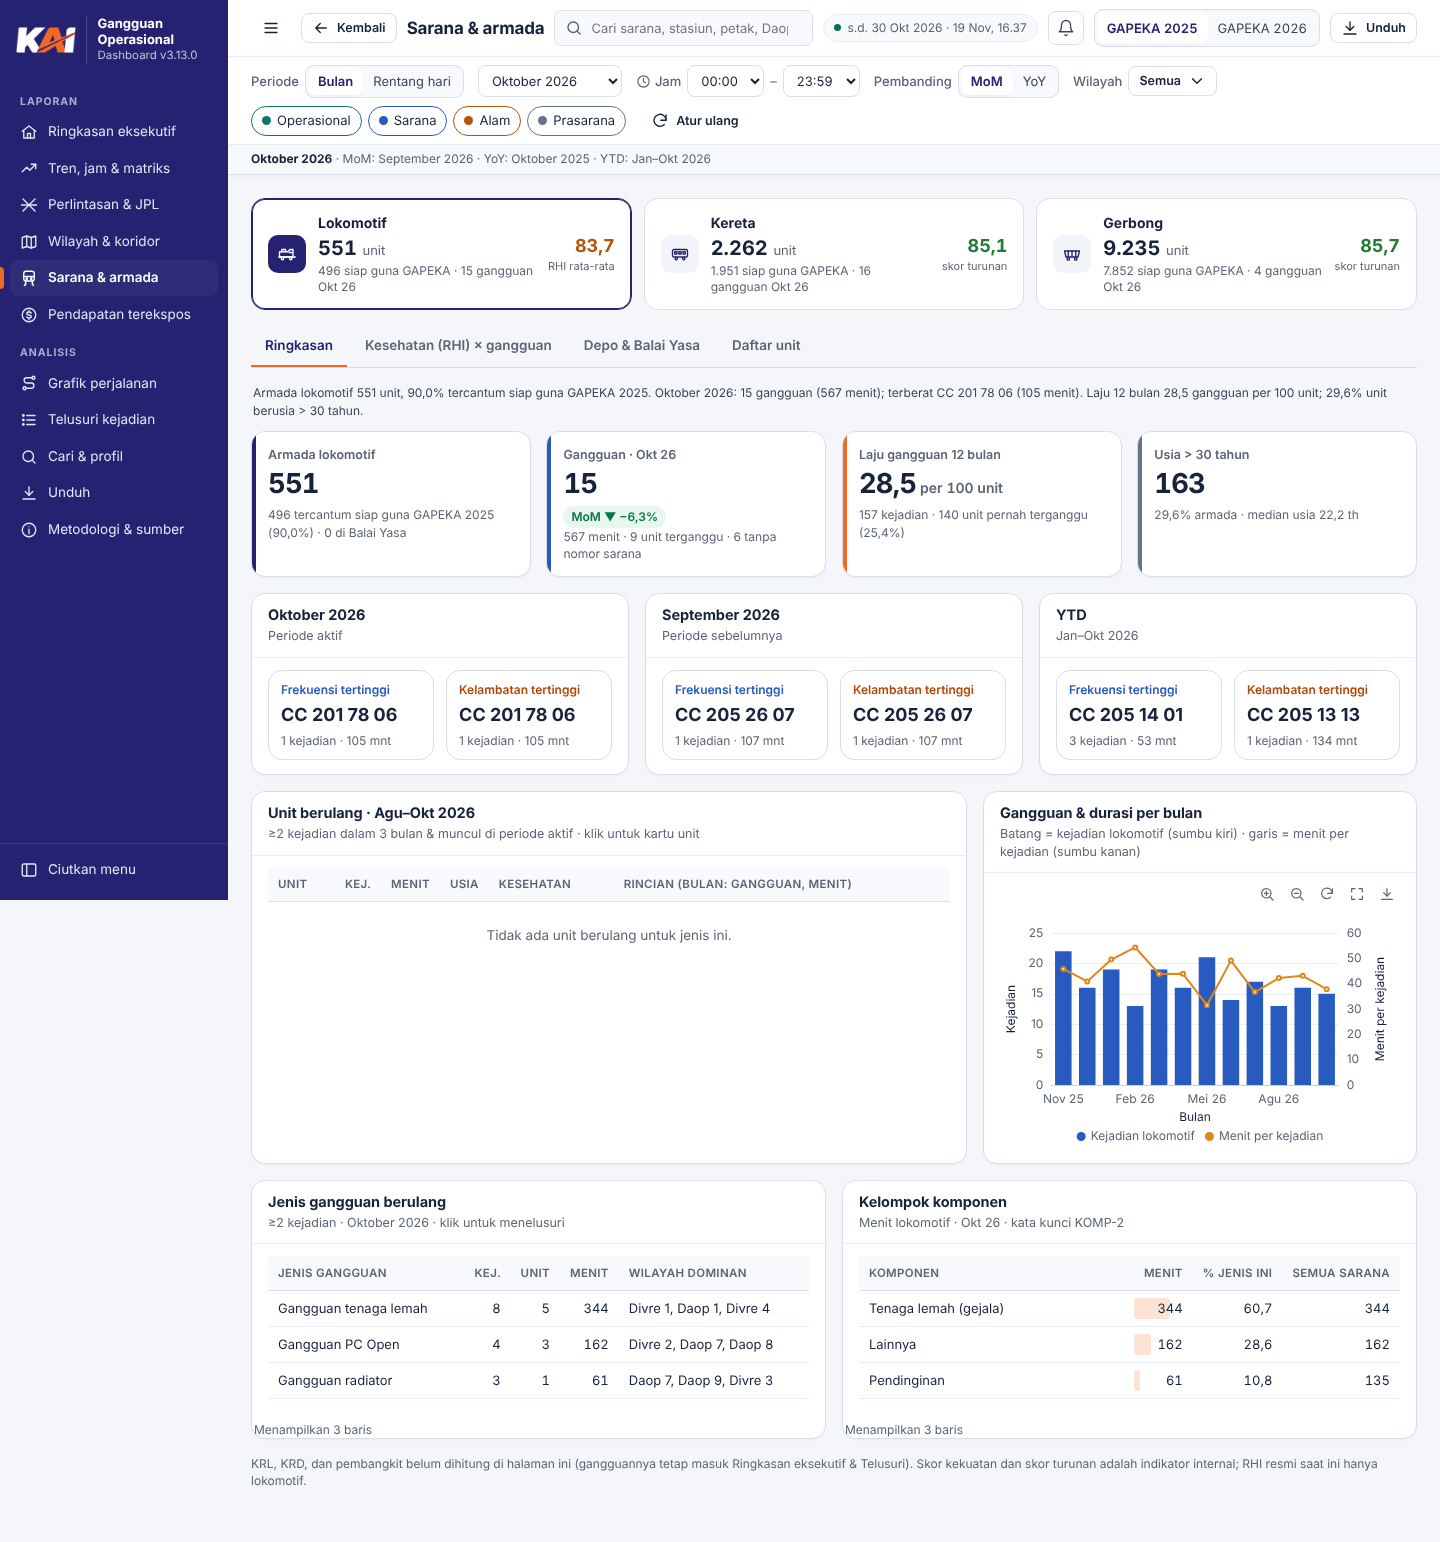 KAI
Gangguan
Operasional
Dashboard v3.13.0
LAPORAN
Ringkasan eksekutif
Tren, jam & matriks
Perlintasan & JPL
Wilayah & koridor
Sarana & armada
Pendapatan terekspos
ANALISIS
Grafik perjalanan
Telusuri kejadian
Cari & profil
Unduh
Metodologi & sumber
Ciutkan menu
Kembali
Sarana & armada
Cari sarana, stasiun, petak, Daop
s.d. 30 Okt 2026 · 19 Nov, 16.37
GAPEKA 2025 GAPEKA 2026
Unduh
Periode Bulan Rentang hari Oktober 2026 Jam 00:00 – 23:59 Pembanding MoM YoY Wilayah Semua
Operasional Sarana Alam Prasarana Atur ulang
Oktober 2026 · MoM: September 2026 · YoY: Oktober 2025 · YTD: Jan–Okt 2026
Lokomotif
551 unit
496 siap guna GAPEKA · 15 gangguan
Okt 26
83,7
RHI rata-rata
Kereta
2.262 unit
1.951 siap guna GAPEKA · 16
gangguan Okt 26
85,1
skor turunan
Gerbong
9.235 unit
7.852 siap guna GAPEKA · 4 gangguan
Okt 26
85,7
skor turunan
Ringkasan Kesehatan (RHI) × gangguan Depo & Balai Yasa Daftar unit
Armada lokomotif 551 unit, 90,0% tercantum siap guna GAPEKA 2025. Oktober 2026: 15 gangguan (567 menit); terberat CC 201 78 06 (105 menit). Laju 12 bulan 28,5 gangguan per 100 unit; 29,6% unit
berusia > 30 tahun.
Armada lokomotif
551
496 tercantum siap guna GAPEKA 2025
(90,0%) · 0 di Balai Yasa
Gangguan · Okt 26
15
MoM ▼ −6,3%
567 menit · 9 unit terganggu · 6 tanpa
nomor sarana
Laju gangguan 12 bulan
28,5 per 100 unit
157 kejadian · 140 unit pernah terganggu
(25,4%)
Usia > 30 tahun
163
29,6% armada · median usia 22,2 th
Oktober 2026
Periode aktif
Frekuensi tertinggi
CC 201 78 06
1 kejadian · 105 mnt
Kelambatan tertinggi
CC 201 78 06
1 kejadian · 105 mnt
September 2026
Periode sebelumnya
Frekuensi tertinggi
CC 205 26 07
1 kejadian · 107 mnt
Kelambatan tertinggi
CC 205 26 07
1 kejadian · 107 mnt
YTD
Jan–Okt 2026
Frekuensi tertinggi
CC 205 14 01
3 kejadian · 53 mnt
Kelambatan tertinggi
CC 205 13 13
1 kejadian · 134 mnt
Unit berulang · Agu–Okt 2026
≥2 kejadian dalam 3 bulan & muncul di periode aktif · klik untuk kartu unit
UNIT KEJ. MENIT USIA KESEHATAN RINCIAN (BULAN: GANGGUAN, MENIT)
Tidak ada unit berulang untuk jenis ini.
Gangguan & durasi per bulan
Batang = kejadian lokomotif (sumbu kiri) · garis = menit per
kejadian (sumbu kanan)
25 60
50
20
40
15
30
10
20
5
10
0 0
Kejadian
Menit per kejadian
Nov 25 Feb 26 Mei 26 Agu 26
Bulan
Kejadian lokomotif Menit per kejadian
Jenis gangguan berulang
≥2 kejadian · Oktober 2026 · klik untuk menelusuri
JENIS GANGGUAN KEJ. UNIT MENIT WILAYAH DOMINAN
Gangguan tenaga lemah 8 5 344 Divre 1, Daop 1, Divre 4
Gangguan PC Open 4 3 162 Divre 2, Daop 7, Daop 8
Gangguan radiator 3 1 61 Daop 7, Daop 9, Divre 3
Menampilkan 3 baris
Kelompok komponen
Menit lokomotif · Okt 26 · kata kunci KOMP-2
KOMPONEN MENIT % JENIS INI SEMUA SARANA
Tenaga lemah (gejala) 344 60,7 344
Lainnya 162 28,6 162
Pendinginan 61 10,8 135
Menampilkan 3 baris
KRL, KRD, dan pembangkit belum dihitung di halaman ini (gangguannya tetap masuk Ringkasan eksekutif & Telusuri). Skor kekuatan dan skor turunan adalah indikator internal; RHI resmi saat ini hanya
lokomotif.